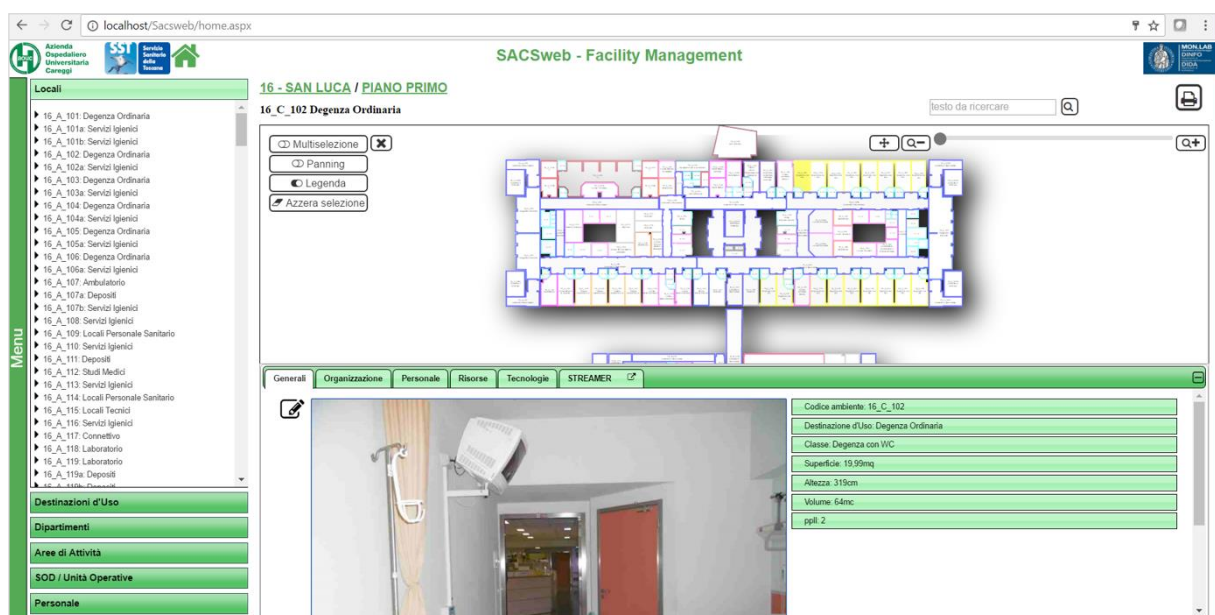 localhost/Sacsweb/home.aspx
Azienda
Ospedaliero
Universitaria
Careggi
SST
Servizio
Sanitario
della
Toscana
SACSweb - Facility Management
MON.LAB
DINFO
DIDA
Menu
Locali
16_A_101: Degenza Ordinaria
16_A_101a: Servizi Igienici
16_A_101b: Servizi Igienici
16_A_102: Degenza Ordinaria
16_A_102a: Servizi Igienici
16_A_103: Degenza Ordinaria
16_A_103a: Servizi Igienici
16_A_104: Degenza Ordinaria
16_A_104a: Servizi Igienici
16_A_105: Degenza Ordinaria
16_A_105a: Servizi Igienici
16_A_106: Degenza Ordinaria
16_A_106a: Servizi Igienici
16_A_107: Ambulatorio
16_A_107a: Depositi
16_A_107b: Servizi Igienici
16_A_108: Servizi Igienici
16_A_109: Locali Personale Sanitario
16_A_110: Servizi Igienici
16_A_111: Depositi
16_A_112: Studi Medici
16_A_113: Servizi Igienici
16_A_114: Locali Personale Sanitario
16_A_115: Locali Tecnici
16_A_116: Servizi Igienici
16_A_117: Connettivo
16_A_118: Laboratorio
16_A_119: Laboratorio
16_A_119a: Depositi
16_A_119b: Depositi
Destinazioni d'Uso
Dipartimenti
Aree di Attività
SOD / Unità Operative
Personale
16 - SAN LUCA / PIANO PRIMO
16_C_102 Degenza Ordinaria
testo da ricercare
Multiselezione
Panning
Legenda
Azzera selezione
Generali Organizzazione Personale Risorse Tecnologie STREAMER
Codice ambiente: 16_C_102
Destinazione d'Uso: Degenza Ordinaria
Classe: Degenza con WC
Superficie: 19,99mq
Altezza: 319cm
Volume: 64mc
ppll: 2